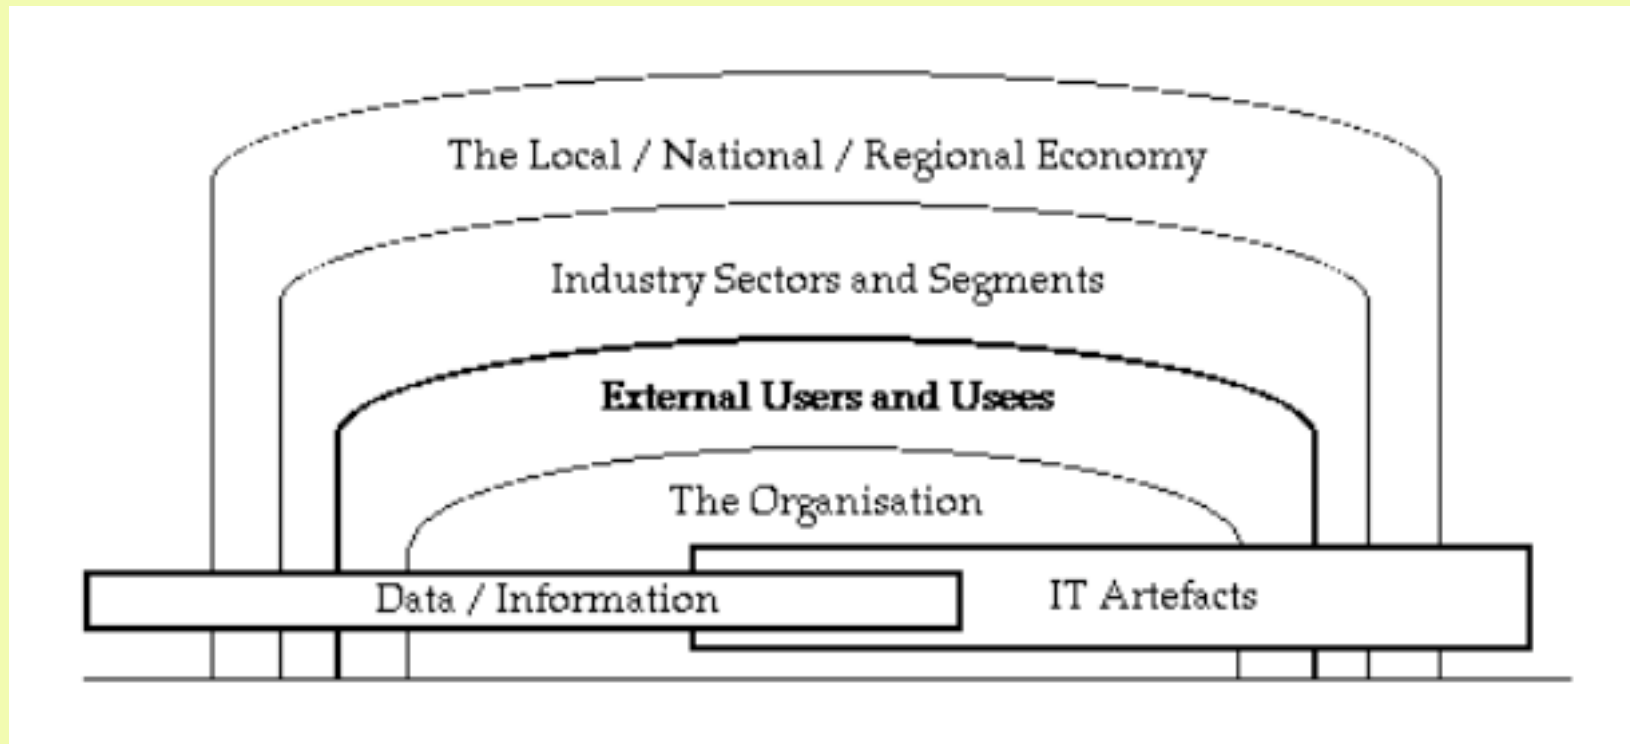 The Local / National / Regional Economy
Industry Sectors and Segments
External Users and Usees
The Organisation
Data / Information
IT Artefacts